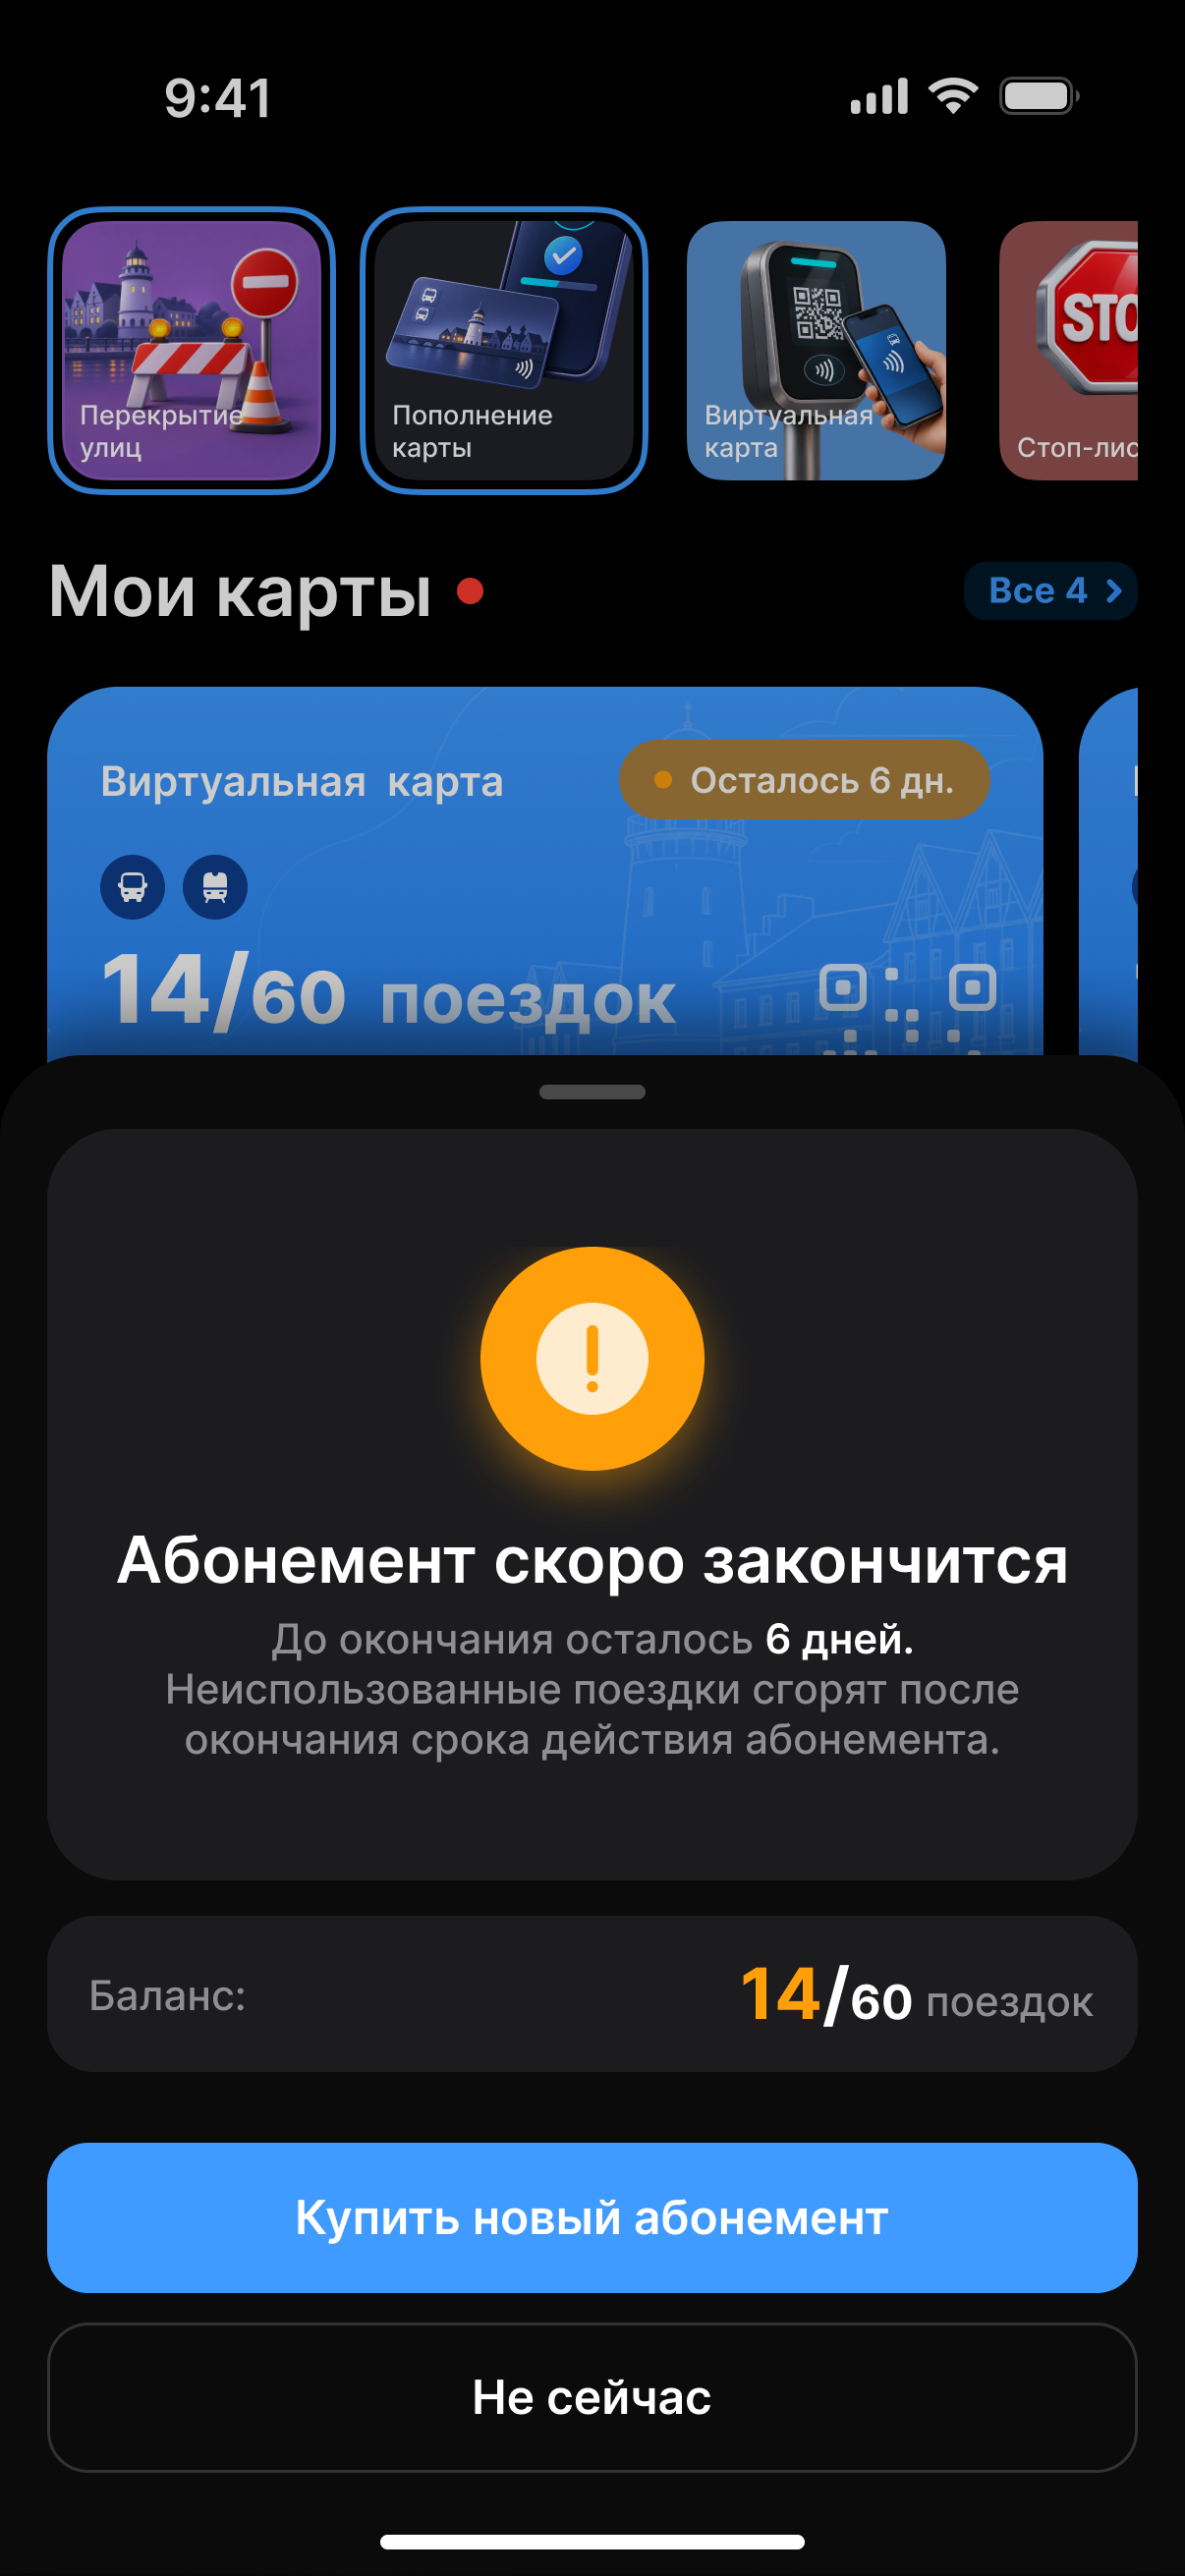 9:41
Перекрытие
улиц
Пополнение
карты
Виртуальная
карта
STO
Стоп-лис
Мои карты
Все 4
Виртуальная карта
Осталось 6 дн.
14/60 поездок
Абонемент скоро закончится
До окончания осталось 6 дней.
Неиспользованные поездки сгорят после
окончания срока действия абонемента.
Баланс:
14/60 поездок
Купить новый абонемент
Не сейчас